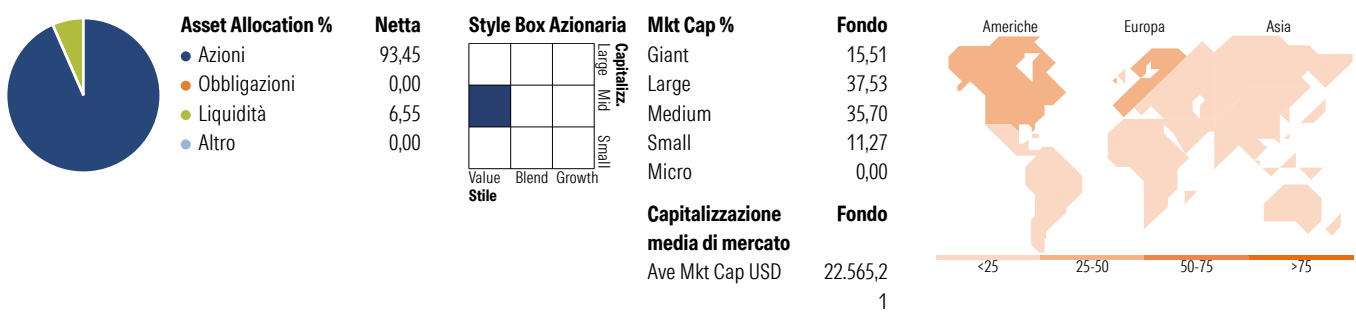 Asset Allocation % Netta
Azioni 93,45
Obbligazioni 0,00
Liquidità 6,55
Altro 0,00
Style Box Azionaria
Capitalizz.
Large
Mid
Small
Value Blend Growth
Stile
Mkt Cap % Fondo
Giant 15,51
Large 37,53
Medium 35,70
Small 11,27
Micro 0,00
Capitalizzazione Fondo
media di mercato
Ave Mkt Cap USD 22.565,2
1
Americhe Europa Asia
<25 25-50 50-75 >75